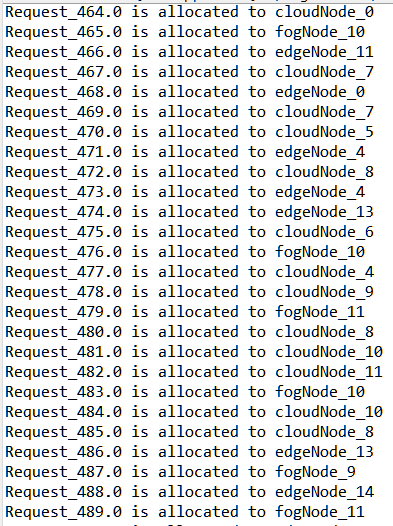 Request_464.0 is allocated to cloudNode_0
Request_465.0 is allocated to fogNode_10
Request_466.0 is allocated to edgeNode_11
Request_467.0 is allocated to cloudNode_7
Request_468.0 is allocated to edgeNode_0
Request_469.0 is allocated to cloudNode_7
Request_470.0 is allocated to cloudNode_5
Request_471.0 is allocated to edgeNode_4
Request_472.0 is allocated to cloudNode_8
Request_473.0 is allocated to edgeNode_4
Request_474.0 is allocated to edgeNode_13
Request_475.0 is allocated to cloudNode_6
Request_476.0 is allocated to fogNode_10
Request_477.0 is allocated to cloudNode_4
Request_478.0 is allocated to cloudNode_9
Request_479.0 is allocated to fogNode_11
Request_480.0 is allocated to cloudNode_8
Request_481.0 is allocated to cloudNode_10
Request_482.0 is allocated to cloudNode_11
Request_483.0 is allocated to fogNode_10
Request_484.0 is allocated to cloudNode_10
Request_485.0 is allocated to cloudNode_8
Request_486.0 is allocated to edgeNode_13
Request_487.0 is allocated to fogNode_9
Request_488.0 is allocated to edgeNode_14
Request_489.0 is allocated to fogNode_11